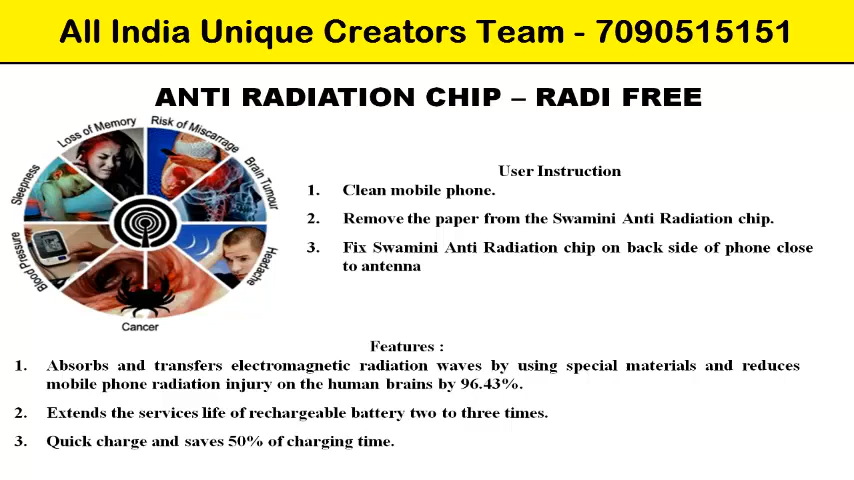 All India Unique Creators Team - 7090515151
ANTI RADIATION CHIP – RADI FREE
Loss of Memory
Risk of Miscarrage
Brain Tumour
Headache
Cancer
Blood Pressure
Sleepness
User Instruction
1. Clean mobile phone.
2. Remove the paper from the Swamini Anti Radiation chip.
3. Fix Swamini Anti Radiation chip on back side of phone close
to antenna
Features :
1. Absorbs and transfers electromagnetic radiation waves by using special materials and reduces
mobile phone radiation injury on the human brains by 96.43%.
2. Extends the services life of rechargeable battery two to three times.
3. Quick charge and saves 50% of charging time.